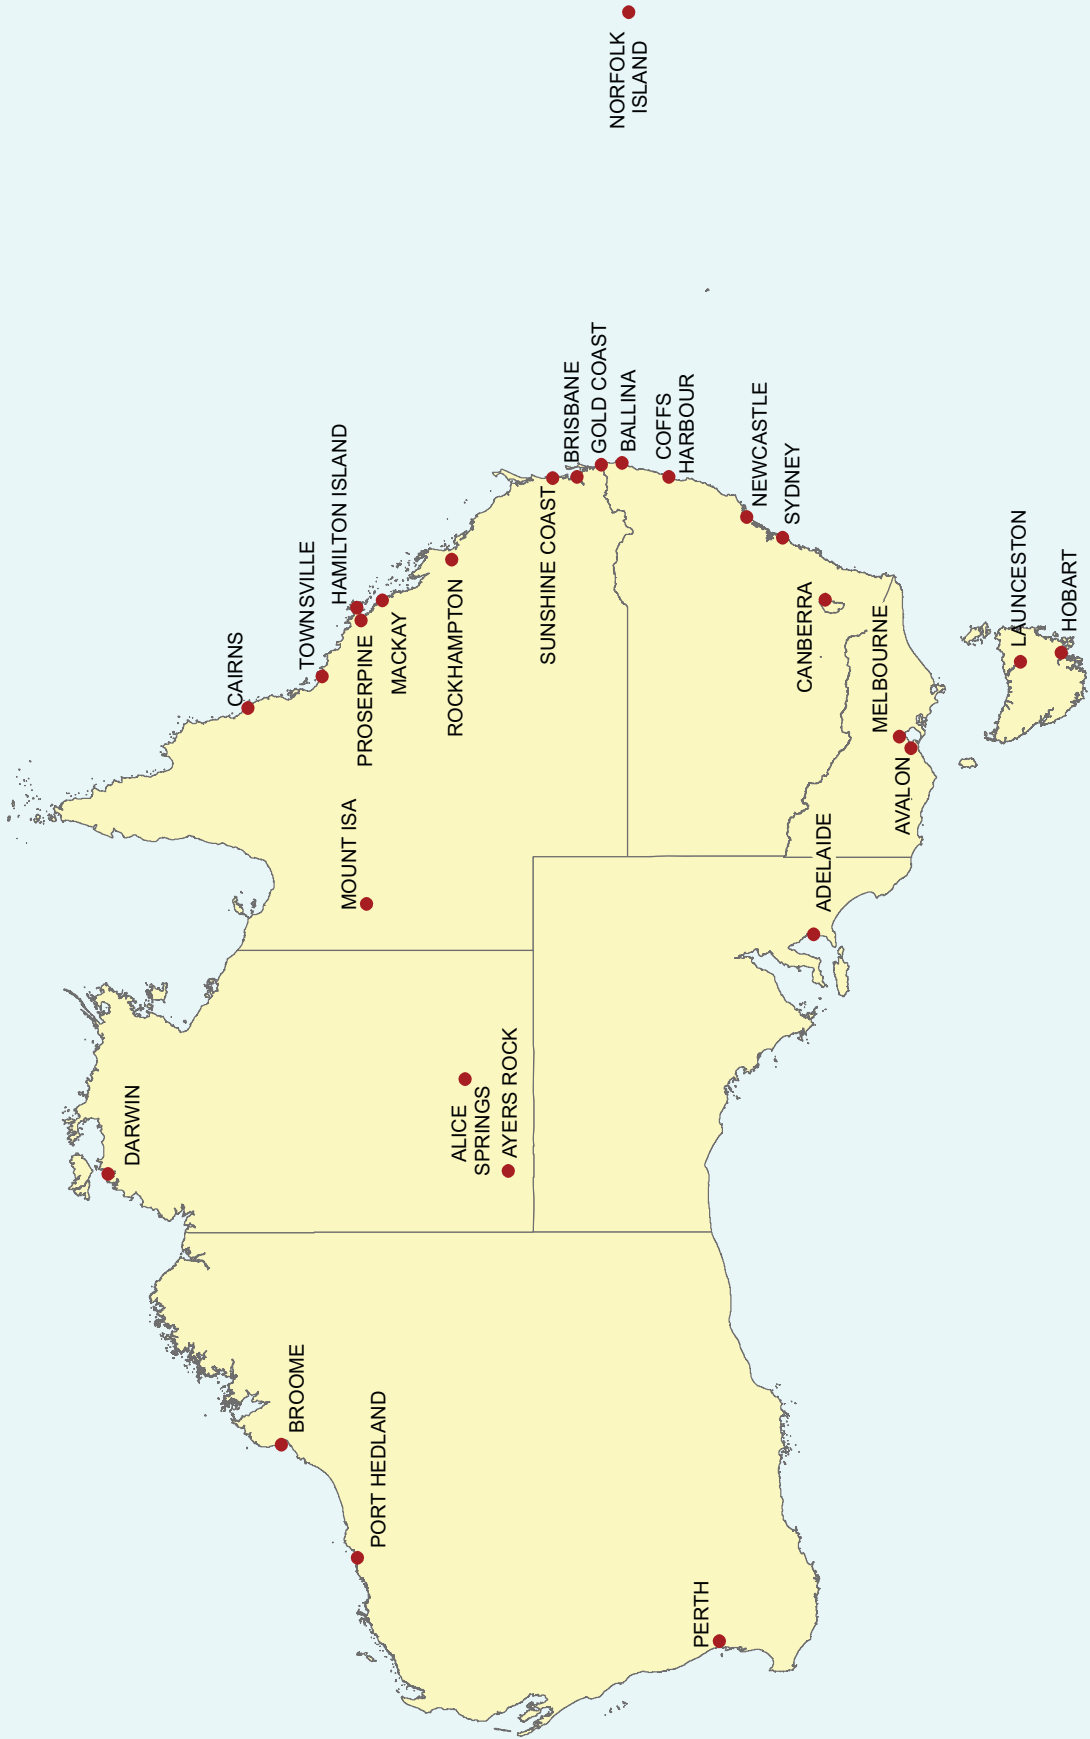 DARWIN
CAIRNS
TOWNSVILLE
HAMILTON ISLAND
PROSERPINE
MACKAY
BROOME
PORT HEDLAND
MOUNT ISA
ROCKHAMPTON
ALICE
SPRINGS
AYERS ROCK
SUNSHINE COAST
BRISBANE
GOLD COAST
BALLINA
NORFOLK
ISLAND
COFFS
HARBOUR
PERTH
NEWCASTLE
SYDNEY
ADELAIDE
CANBERRA
MELBOURNE
AVALON
LAUNCESTON
HOBART